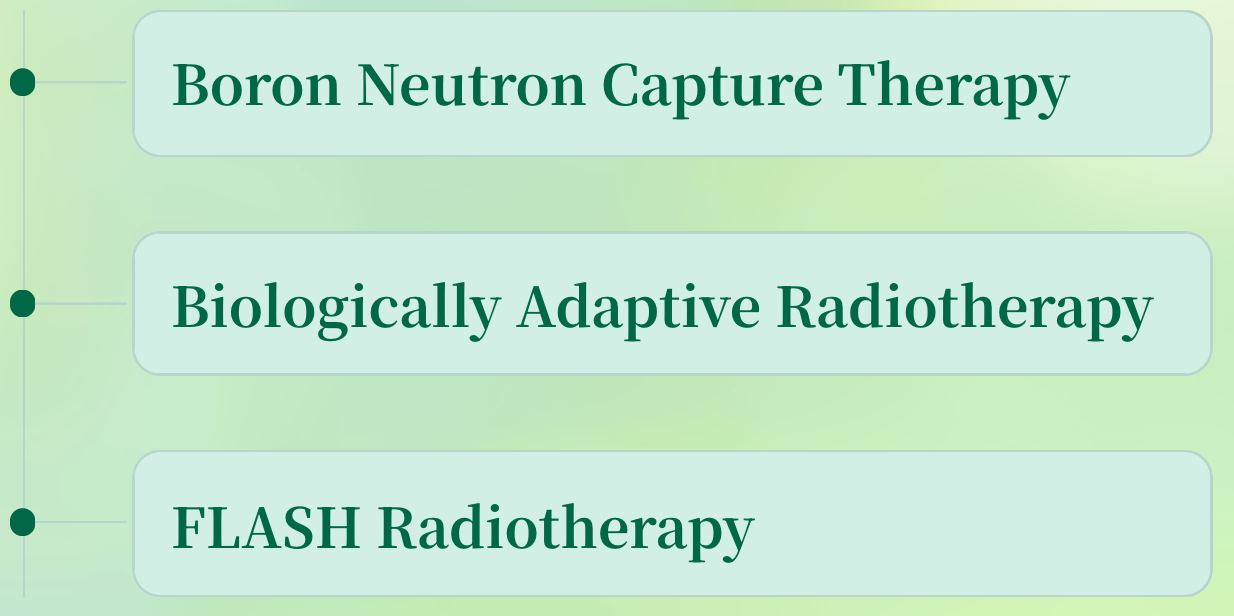 Boron Neutron Capture Therapy
Biologically Adaptive Radiotherapy
FLASH Radiotherapy